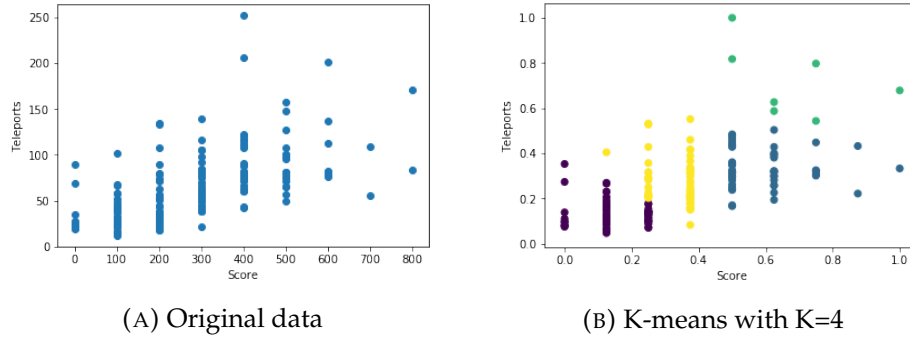 250
200
150
100
50
0
Teleports
0 100 200 300 400 500 600 700 800
Score
(A) Original data
1.0
0.8
0.6
0.4
0.2
0.0
Teleports
0.0 0.2 0.4 0.6 0.8 1.0
Score
(B) K-means with K=4